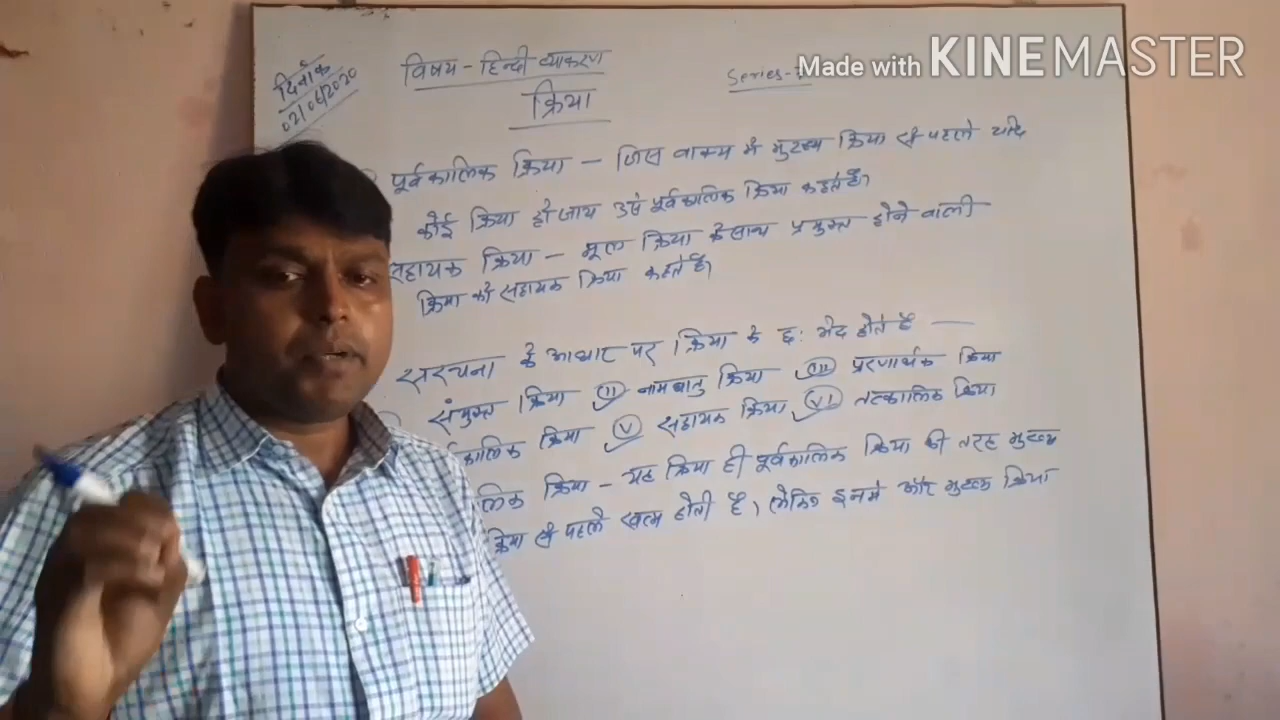 दिनांक
02/06/2020
विषय - हिन्दी व्याकरण
Series-
Made with KINEMASTER
क्रिया
पूर्वकालिक क्रिया – जिस वाक्य में मुख्य क्रिया से पहले यदि
कोई क्रिया हो जाय उसे पूर्वकालिक क्रिया कहते हैं।
सहायक क्रिया – मूल क्रिया के साथ प्रयुक्त होने वाली
क्रिया को सहायक क्रिया कहते हैं।
सरचना के आधार पर क्रिया के छ: भेद होते हैं —
संयुक्त क्रिया (II) नामधातु क्रिया (III) प्ररणार्थक क्रिया
कालिक क्रिया (V) सहायक क्रिया (VI) तत्कालिक क्रिया
लिक क्रिया – यह क्रिया ही पूर्वकालिक क्रिया की तरह मुख्य
क्रिया से पहले खत्म होती है, लेकिन इनमे और मुख्य क्रिया